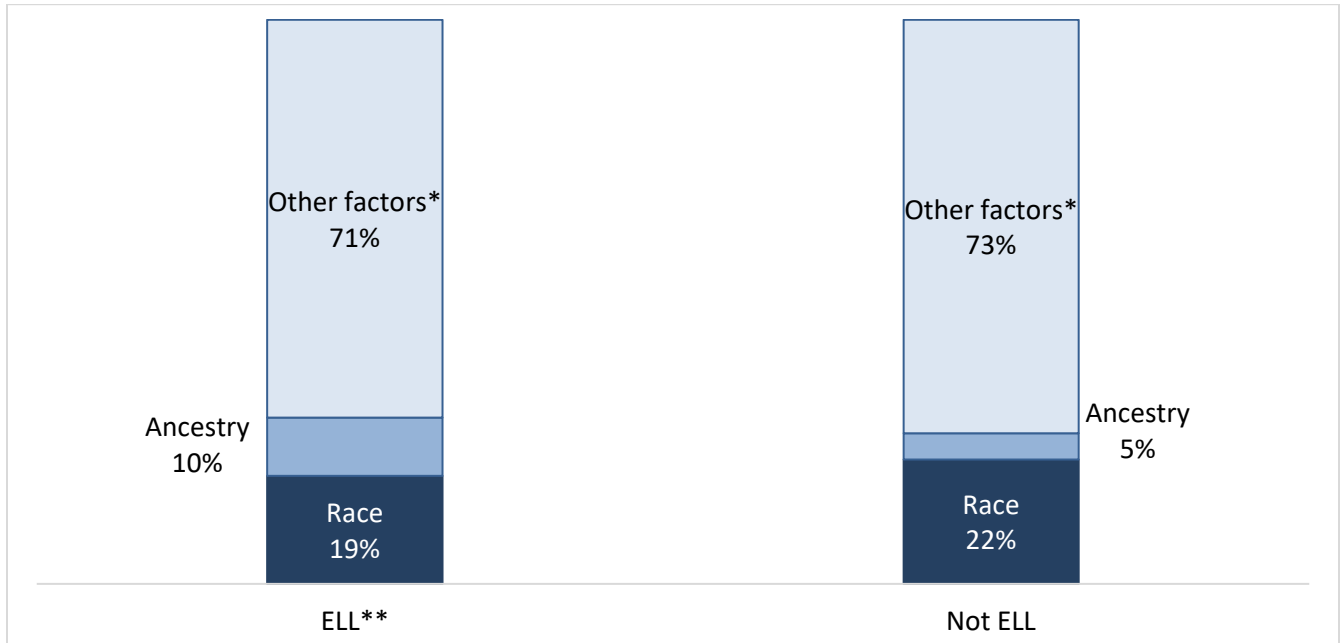 Other factors*
71%
Ancestry
10%
Race
19%
ELL**
Other factors*
73%
Ancestry
5%
Race
22%
Not ELL